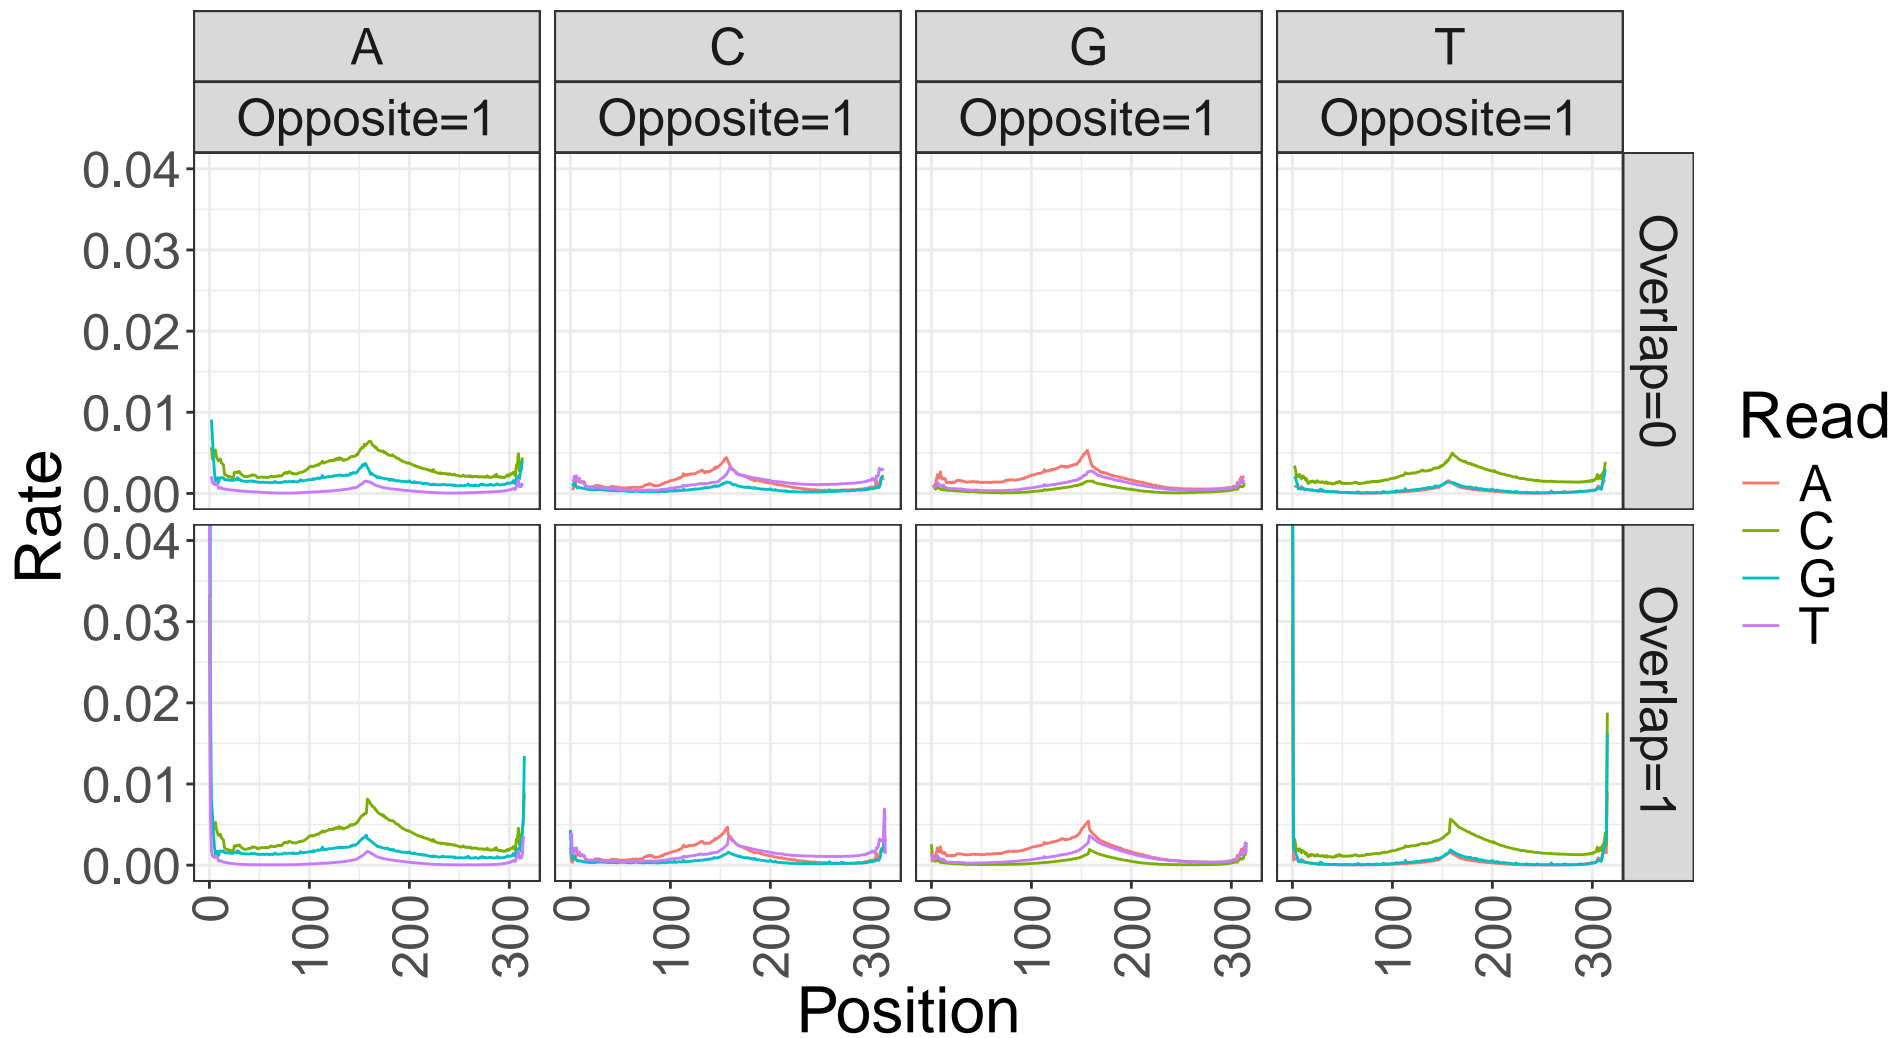 A C G T
Opposite=1 Opposite=1 Opposite=1 Opposite=1
0.04
0.03
0.02
0.01
0.00
Overlap=0
0.04
0.03
0.02
0.01
0.00
Overlap=1
Rate
0 100 200 300 0 100 200 300 0 100 200 300 0 100 200 300
Position
Read
A
C
G
T